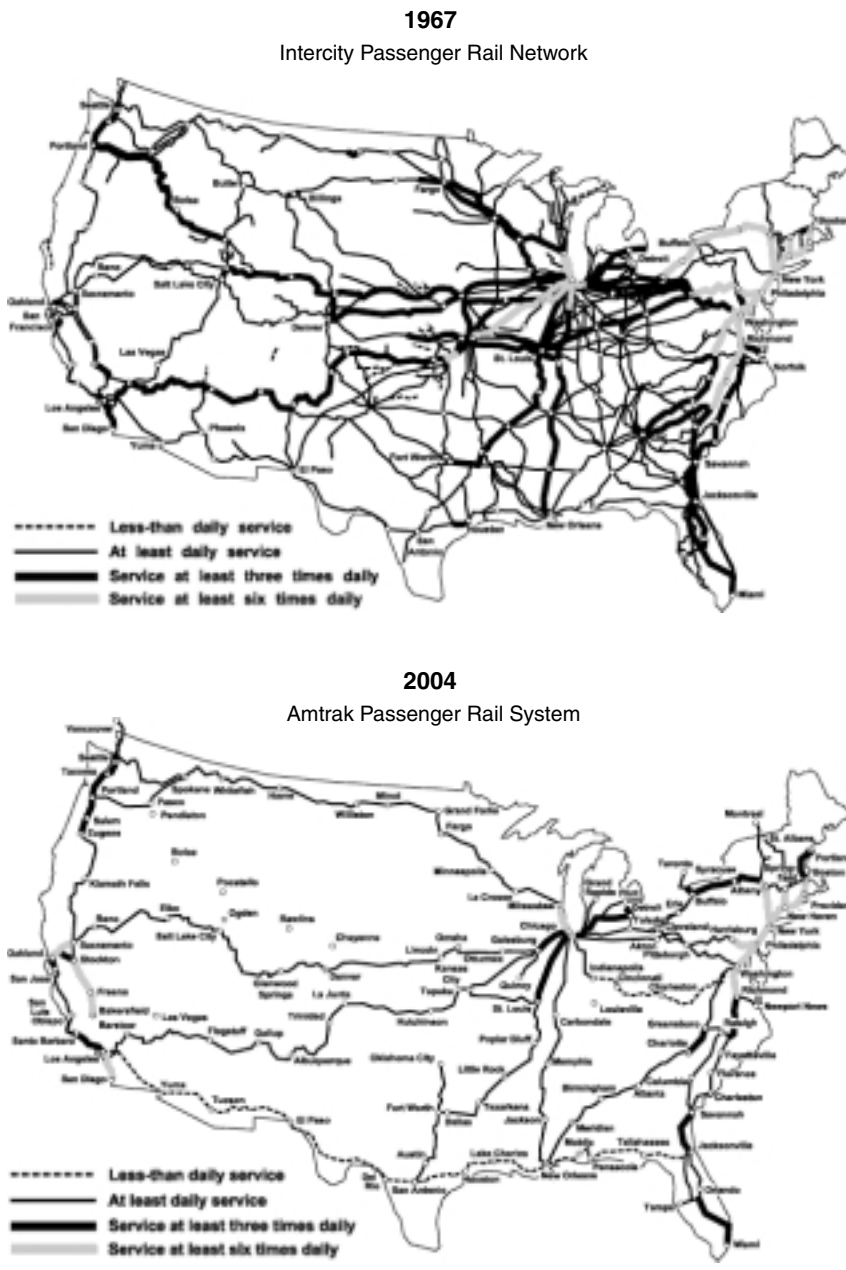 1967
Intercity Passenger Rail Network
Seattle
Portland
Butte
Billings
Fargo
Boise
Buffalo
Boston
Detroit
New York
Philadelphia
Reno
Salt Lake City
Oakland
Sacramento
San
Francisco
Denver
Washington
Richmond
Norfolk
Las Vegas
St. Louis
Los Angeles
San Diego
Phoenix
Yuma
Fort Worth
El Paso
Savannah
Jacksonville
Houston
New Orleans
San
Antonio
Miami
Less-than daily service
At least daily service
Service at least three times daily
Service at least six times daily
2004
Amtrak Passenger Rail System
Vancouver
Seattle
Tacoma
Portland
Spokane
Whitefish
Havre
Williston
Minot
Grand Forks
Fargo
Pasco
Pendleton
Salem
Eugene
Montreal
St. Albans
Portland
Boston
Toronto
Syracuse
Albany
Buffalo
Boise
Minneapolis
La Crosse
Milwaukee
Grand
Rapids
Detroit
Toledo
Erie
Cleveland
Providence
New Haven
New York
Philadelphia
Harrisburg
Klamath Falls
Pocatello
Ogden
Reno
Elko
Salt Lake City
Rawlins
Cheyenne
Chicago
Galesburg
Akron
Pittsburgh
Oakland
Sacramento
Stockton
San Jose
Omaha
Lincoln
Ottumwa
Denver
Glenwood
Springs
Kansas
City
Topeka
Quincy
Indianapolis
Cincinnati
Charleston
Washington
Richmond
Newport News
Fresno
San
Luis
Obispo
Bakersfield
Barstow
Las Vegas
La Junta
Trinidad
Hutchinson
St. Louis
Louisville
Greensboro
Raleigh
Santa Barbara
Los Angeles
San Diego
Flagstaff
Gallup
Albuquerque
Oklahoma City
Poplar Bluff
Carbondale
Charlotte
Fayetteville
Little Rock
Memphis
Florence
Columbia
Charleston
Yuma
Tucson
Fort Worth
Dallas
Texarkana
Jackson
Birmingham
Atlanta
Savannah
El Paso
Meridian
Mobile
Tallahassee
Jacksonville
Austin
Lake Charles
Pensacola
Del
Rio
San Antonio
Houston
New Orleans
Orlando
Tampa
Miami
Less-than daily service
At least daily service
Service at least three times daily
Service at least six times daily